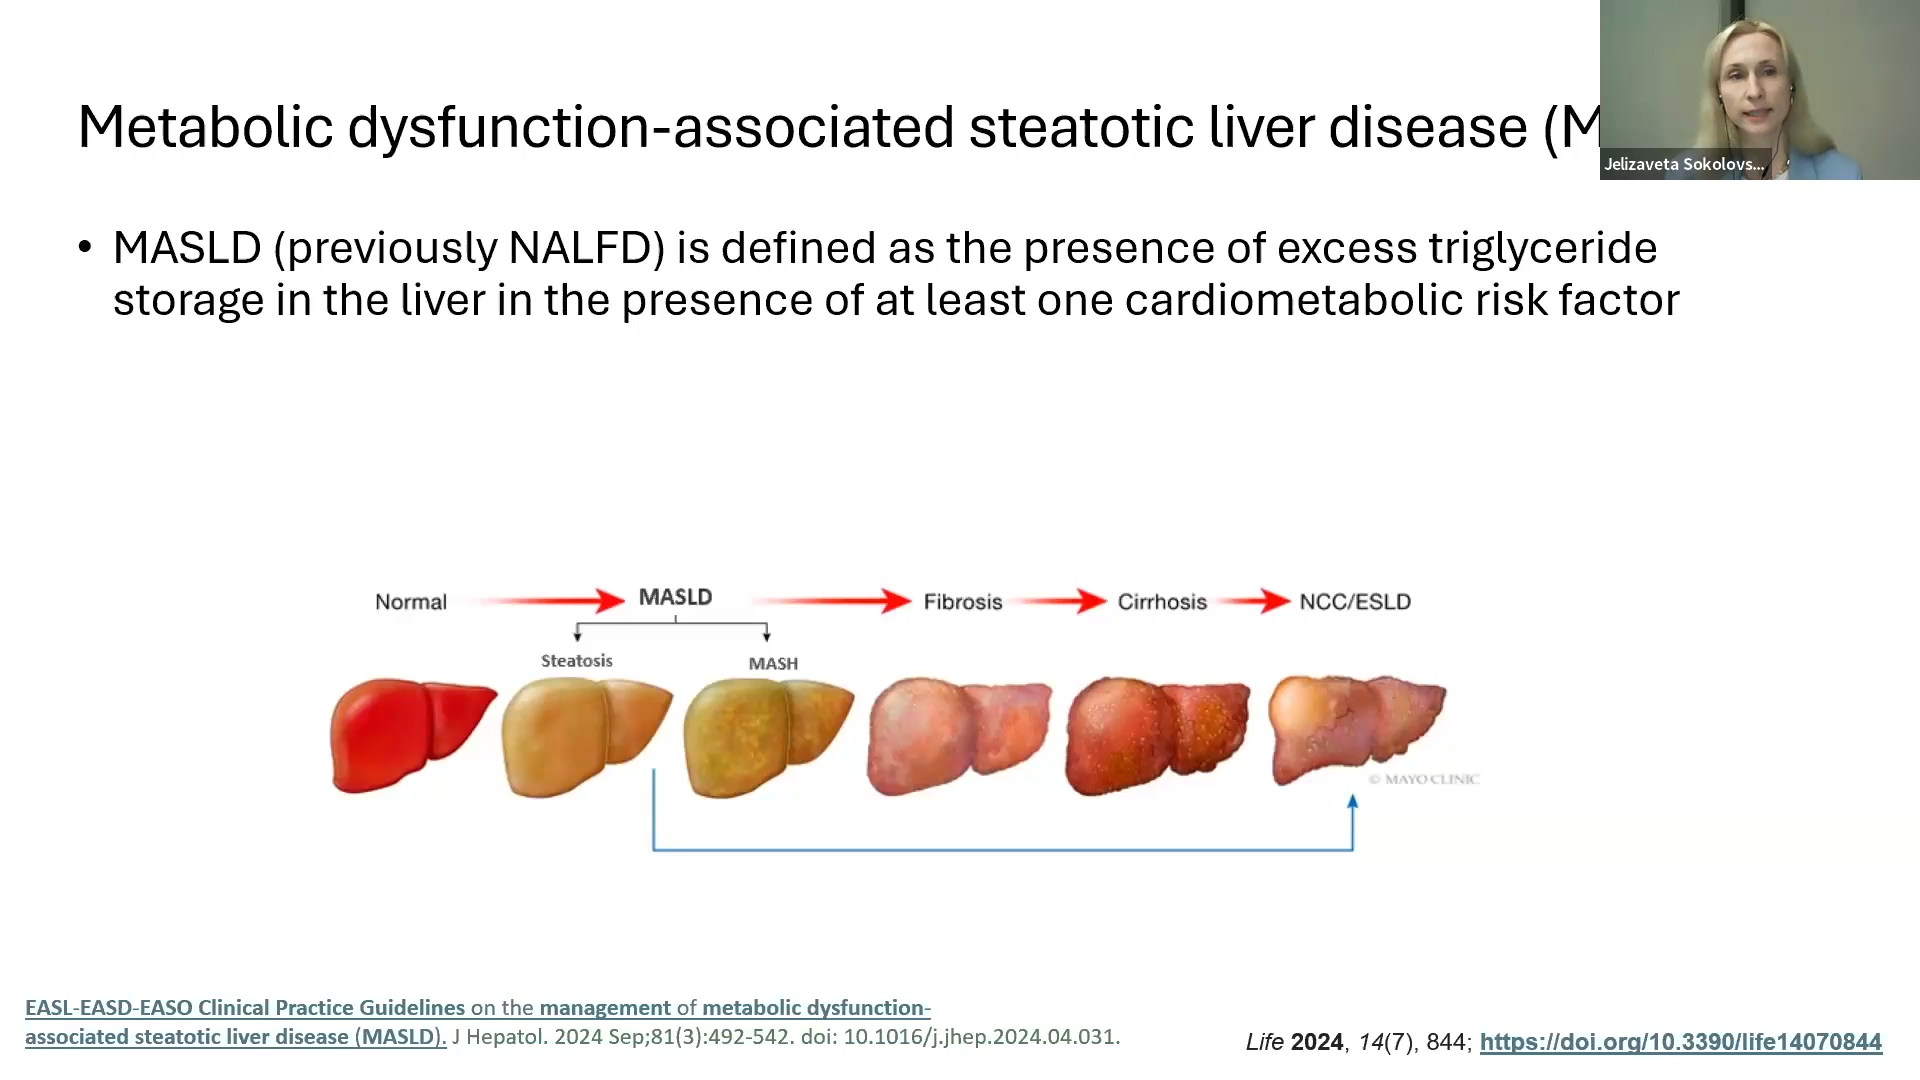 Metabolic dysfunction-associated steatotic liver disease (M
Jelizaveta Sokolovs...
• MASLD (previously NALFD) is defined as the presence of excess triglyceride
storage in the liver in the presence of at least one cardiometabolic risk factor
Normal MASLD Fibrosis Cirrhosis NCC/ESLD
Steatosis MASH
© MAYO CLINIC
EASL-EASD-EASO Clinical Practice Guidelines on the management of metabolic dysfunction-
associated steatotic liver disease (MASLD). J Hepatol. 2024 Sep;81(3):492-542. doi: 10.1016/j.jhep.2024.04.031.
Life 2024, 14(7), 844; https://doi.org/10.3390/life14070844